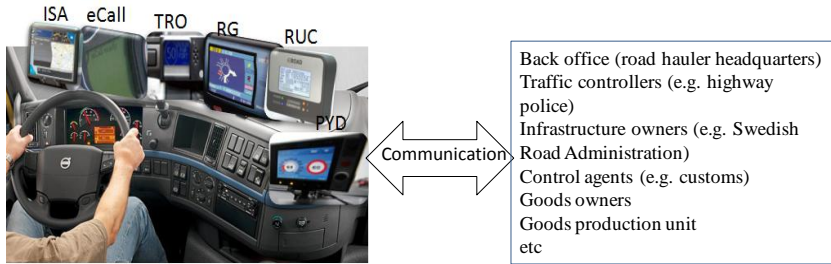 ISA eCall TRO RG RUC
PYD
Communication
Back office (road hauler headquarters)
Traffic controllers (e.g. highway
police)
Infrastructure owners (e.g. Swedish
Road Administration)
Control agents (e.g. customs)
Goods owners
Goods production unit
etc